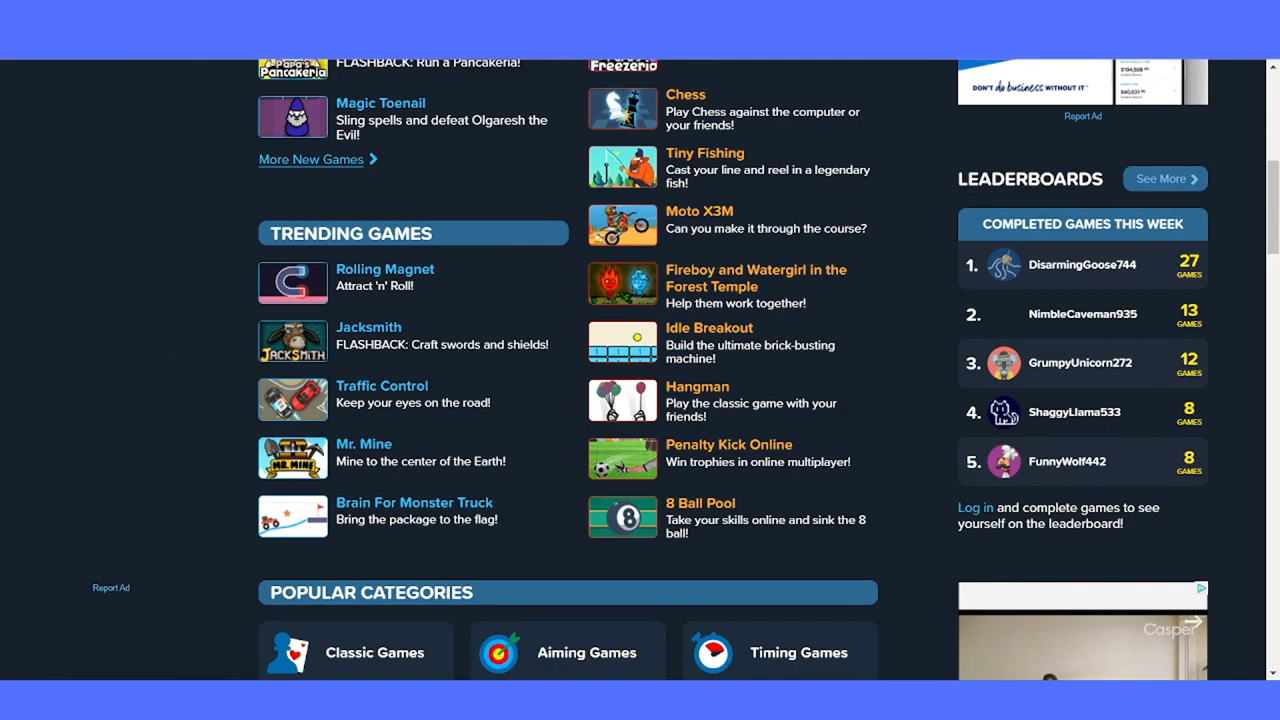 Papa's
Pancakeria
FLASHBACK: Run a Pancakeria!
Magic Toenail
Sling spells and defeat Olgaresh the
Evil!
More New Games
TRENDING GAMES
Rolling Magnet
Attract 'n' Roll!
JACKSMITH
Jacksmith
FLASHBACK: Craft swords and shields!
Traffic Control
Keep your eyes on the road!
MR. MINE
Mr. Mine
Mine to the center of the Earth!
Brain For Monster Truck
Bring the package to the flag!
Freezeria
Chess
Play Chess against the computer or
your friends!
Tiny Fishing
Cast your line and reel in a legendary
fish!
Moto X3M
Can you make it through the course?
Fireboy and Watergirl in the
Forest Temple
Help them work together!
1 1 1 1
Idle Breakout
Build the ultimate brick-busting
machine!
Hangman
Play the classic game with your
friends!
Penalty Kick Online
Win trophies in online multiplayer!
8
8 Ball Pool
Take your skills online and sink the 8
ball!
Report Ad
POPULAR CATEGORIES
Classic Games
Aiming Games
Timing Games
DON'T do business WITHOUT IT
Report Ad
LEADERBOARDS
See More
COMPLETED GAMES THIS WEEK
1. DisarmingGoose744 27
GAMES
2. NimbleCaveman935 13
GAMES
3. GrumpyUnicorn272 12
GAMES
4. ShaggyLlama533 8
GAMES
5. FunnyWolf442 8
GAMES
Log in and complete games to see
yourself on the leaderboard!
Casper